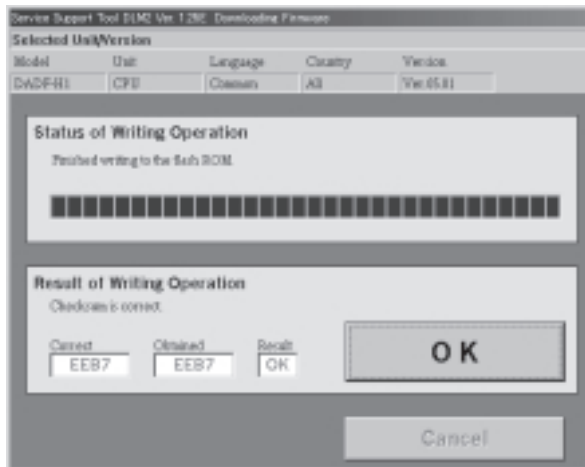 Service Support Tool DLM2 Ver. 1.28E Downloading Firmware
Selected Unit/Version
Model Unit Language Country Version
DADF-H1 CPU Common All Ver.05.01
Status of Writing Operation
Finished writing to the flash ROM.
Result of Writing Operation
Checksum is correct.
Correct Obtained Result
EEB7 EEB7 OK
OK
Cancel